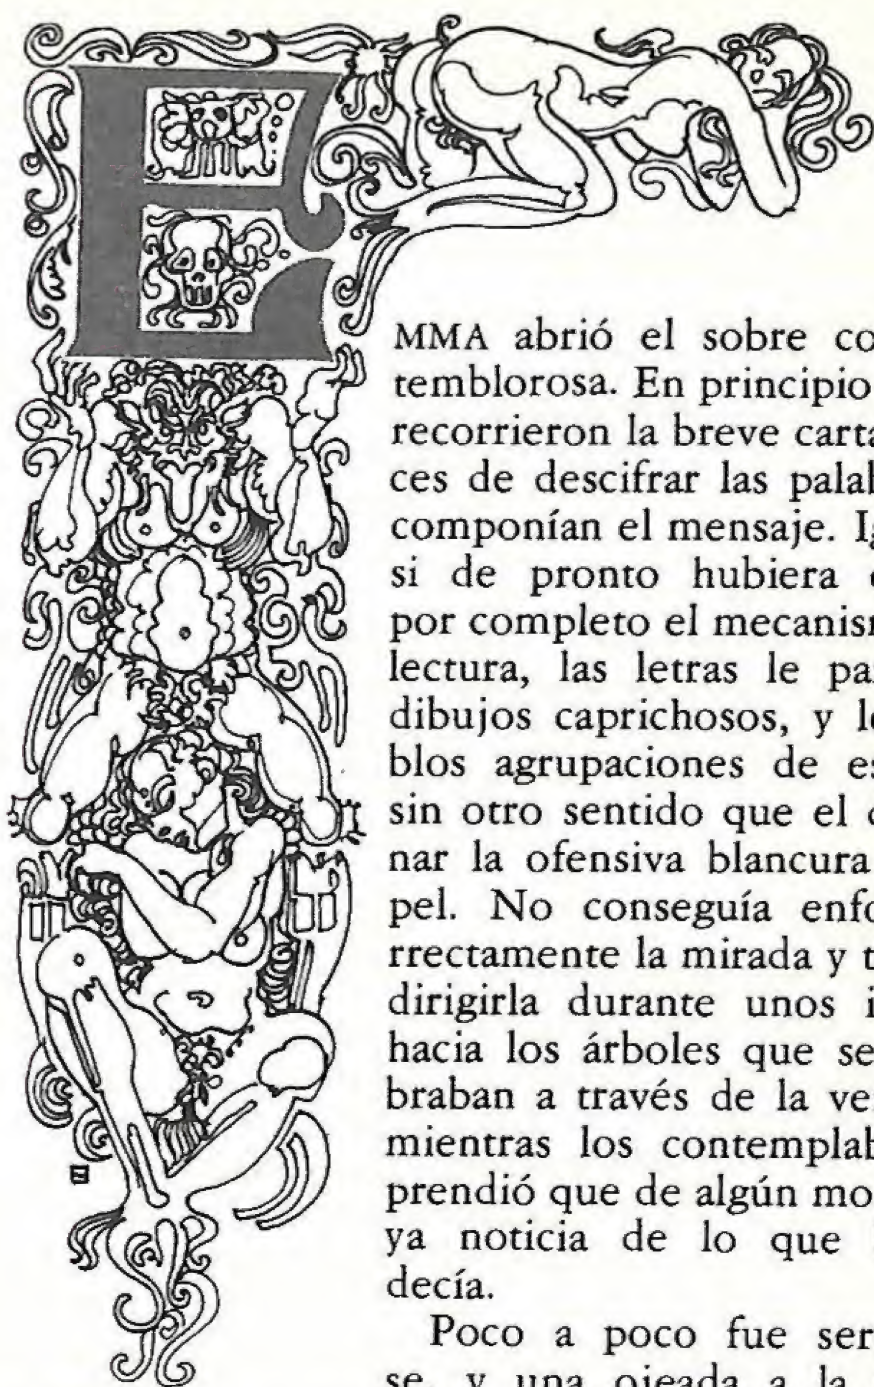 EMMA abrió el sobre co
temblorosa. En principio
recorrieron la breve carta
ces de descifrar las palab
componían el mensaje. Ig
si de pronto hubiera
por completo el mecanis
lectura, las letras le pa
dibujos caprichosos, y l
blos agrupaciones de es
sin otro sentido que el
nar la ofensiva blancura
pel. No conseguía enfo
rrectamente la mirada y t
dirigirla durante unos i
hacia los árboles que se
braban a través de la ve
mientras los contemplab
prendió que de algún mo
ya noticia de lo que
decía.
Poco a poco fue ser
se, y una ojeada a la